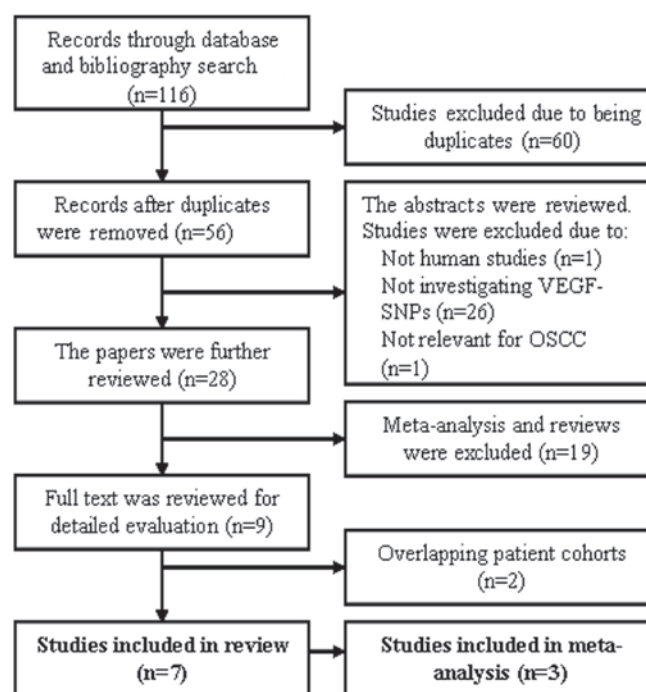 Records through database
and bibliography search
(n=116)
Studies excluded due to being
duplicates (n=60)
Records after duplicates
were removed (n=56)
The abstracts were reviewed.
Studies were excluded due to:
Not human studies (n=1)
Not investigating VEGF-
SNPs (n=26)
Not relevant for OSCC
(n=1)
The papers were further
reviewed (n=28)
Meta-analysis and reviews
were excluded (n=19)
Full text was reviewed for
detailed evaluation (n=9)
Overlapping patient cohorts
(n=2)
Studies included in review
(n=7)
Studies included in meta-
analysis (n=3)